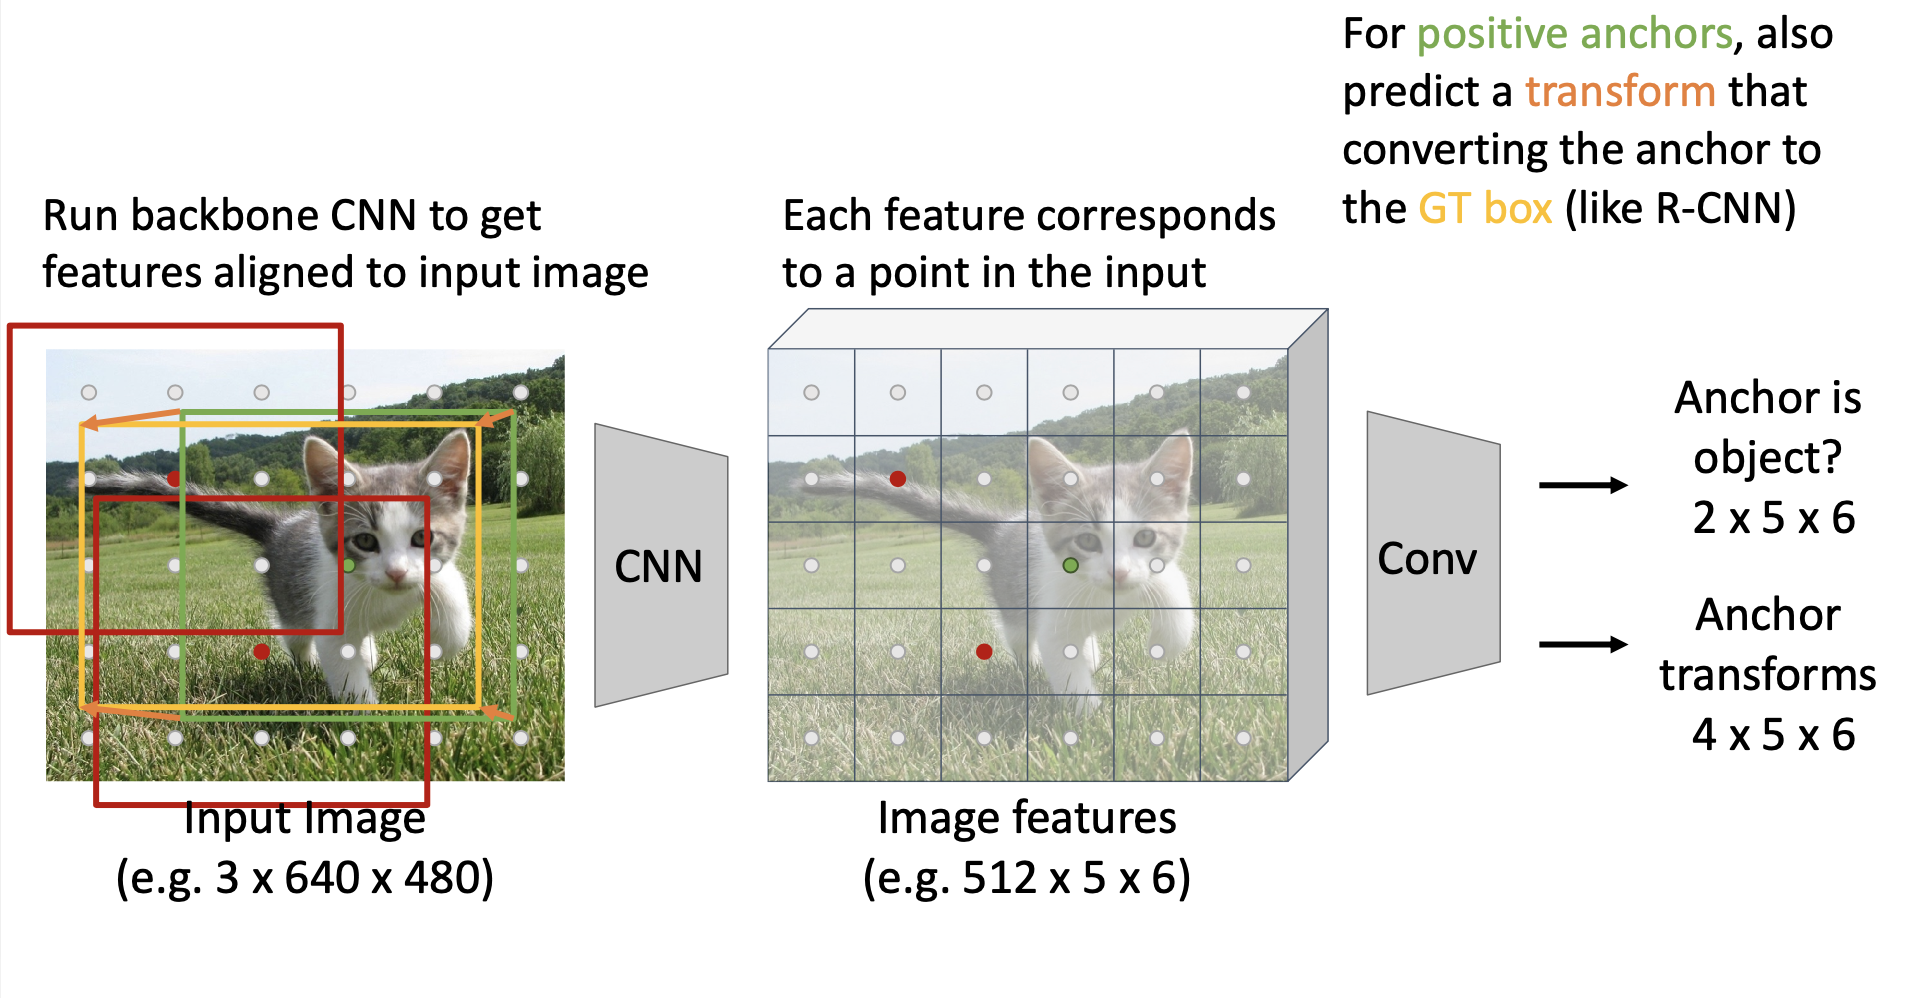 For positive anchors, also
predict a transform that
converting the anchor to
the GT box (like R-CNN)
Run backbone CNN to get
features aligned to input image
Each feature corresponds
to a point in the input
CNN
Conv
Anchor is
object?
2 x 5 x 6
Anchor
transforms
4 x 5 x 6
Input Image
(e.g. 3 x 640 x 480)
Image features
(e.g. 512 x 5 x 6)